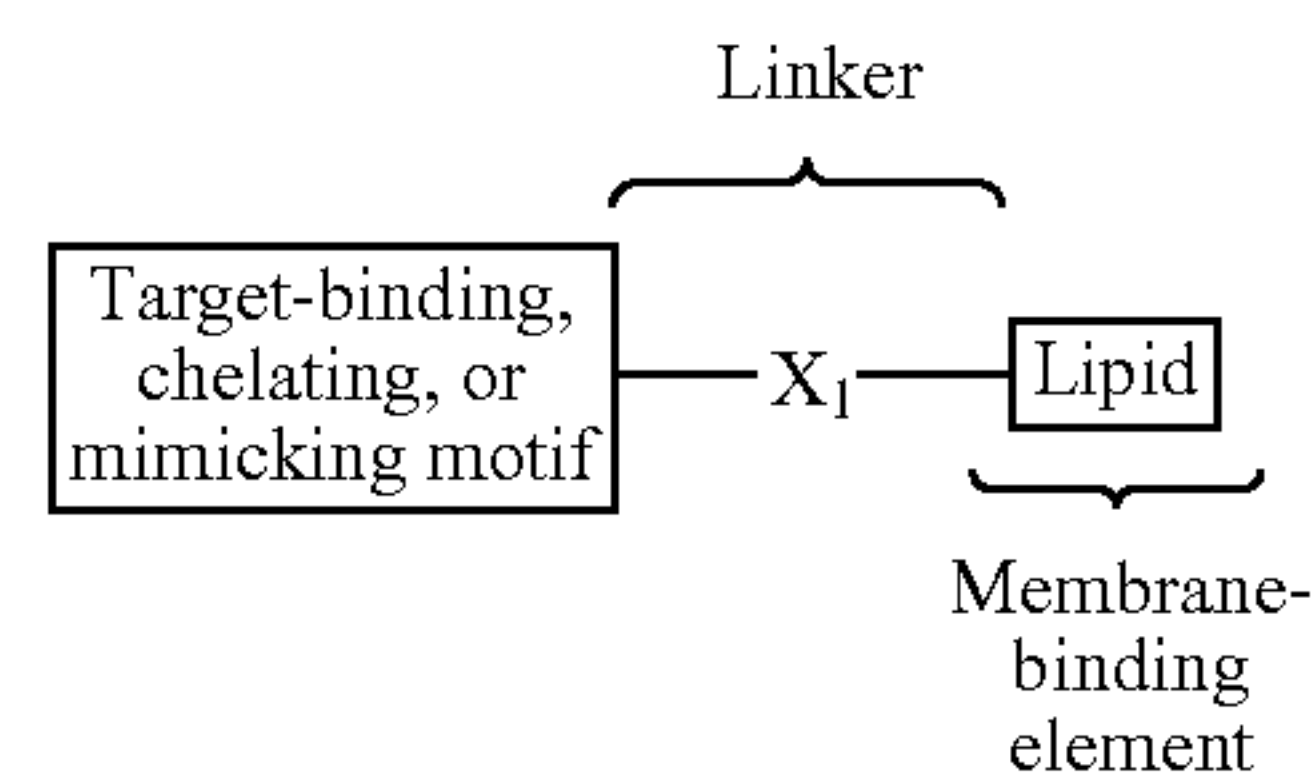 Linker
Target-binding,
chelating, or
mimicking motif
X₁
Lipid
Membrane-
binding
element